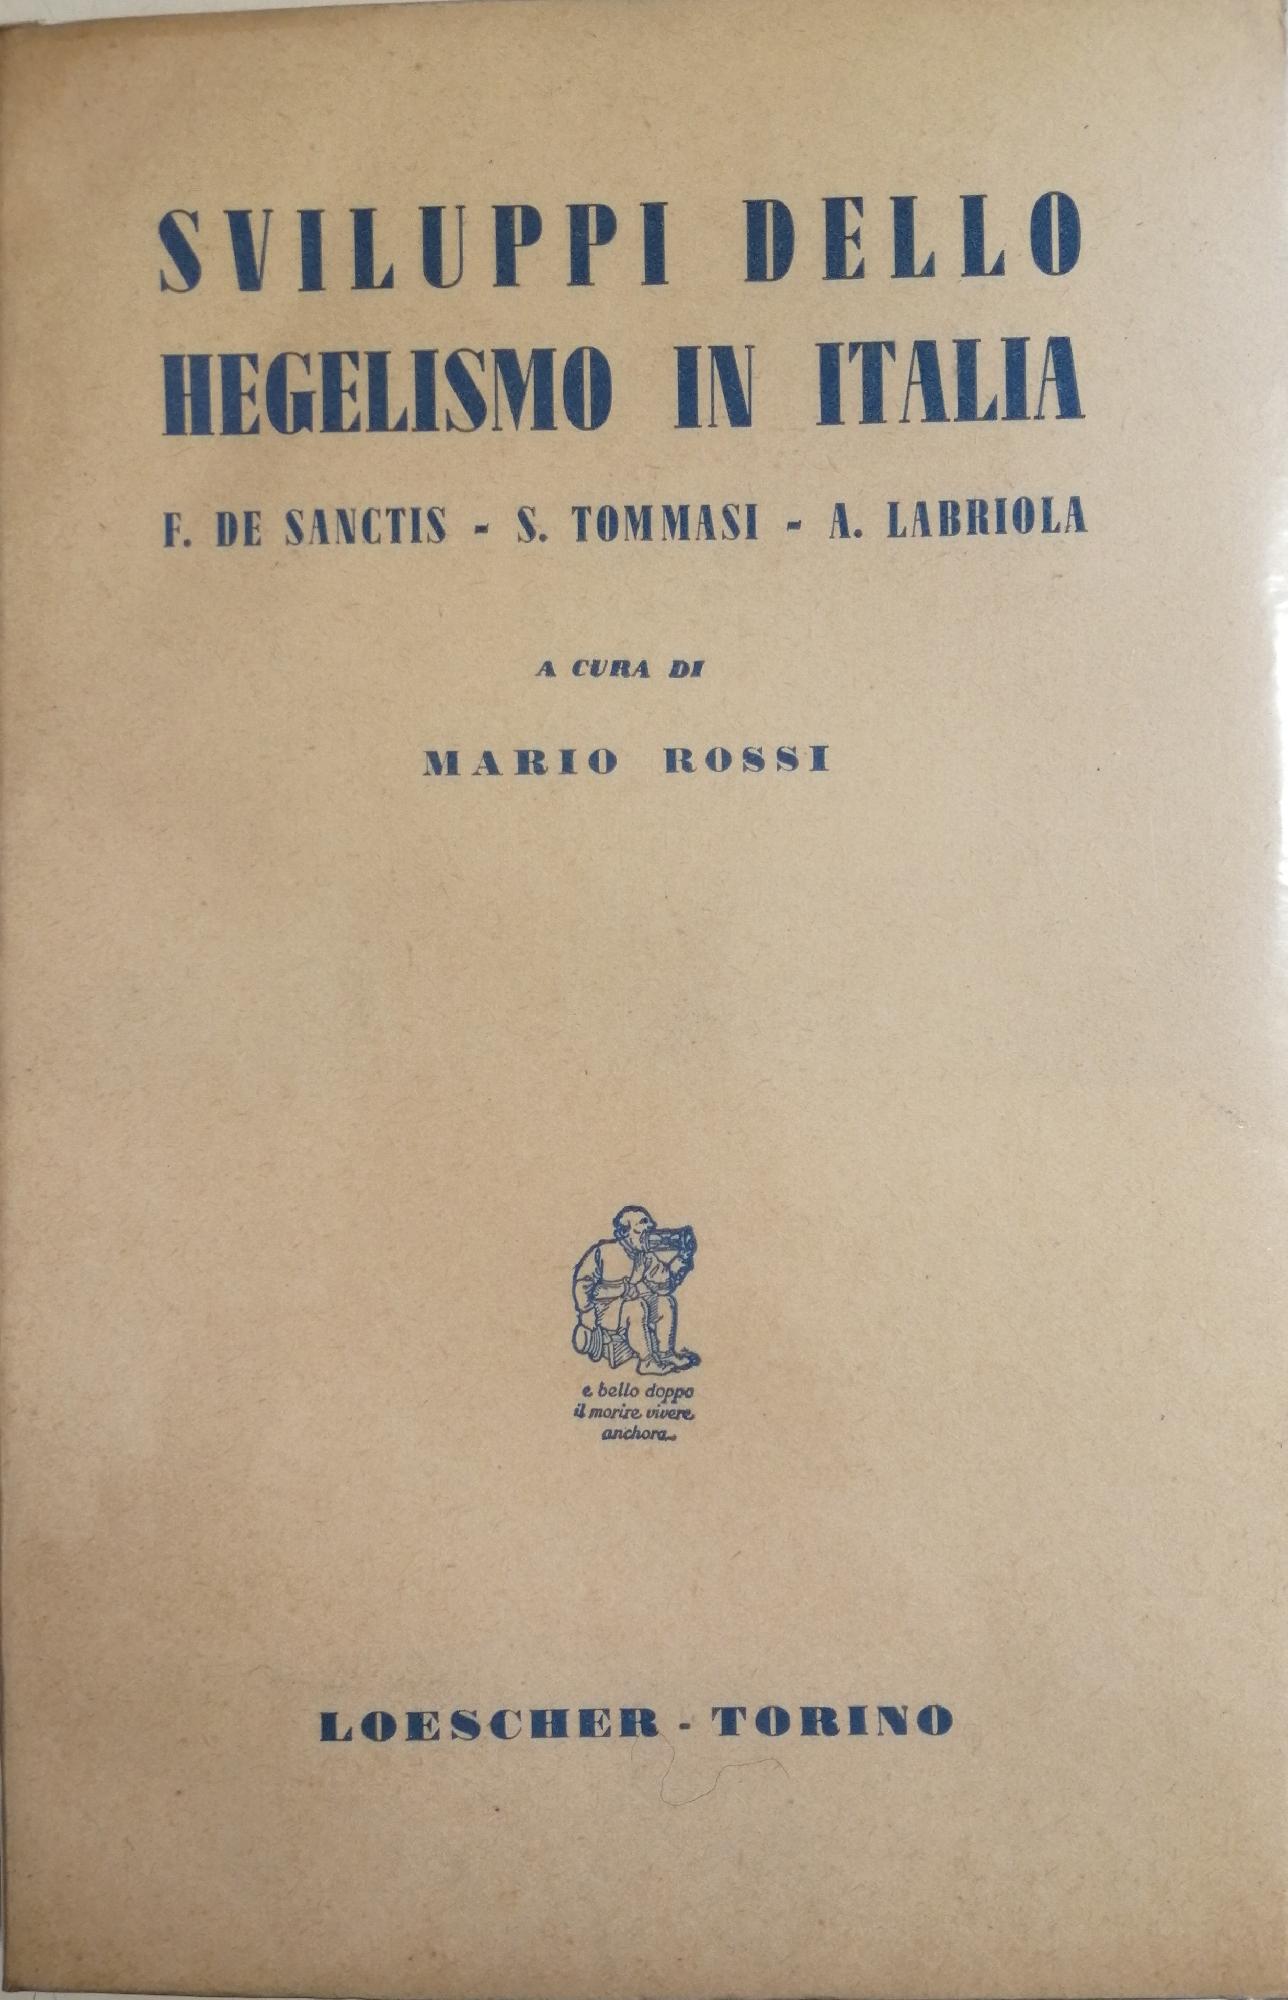 SVILUPPI DELLO
HEGELISMO IN ITALIA
F. DE SANCTIS - S. TOMMASI - A. LABRIOLA
A CURA DI
MARIO ROSSI
e bello doppo
il morire vivere
anchora
LOESCHER - TORINO